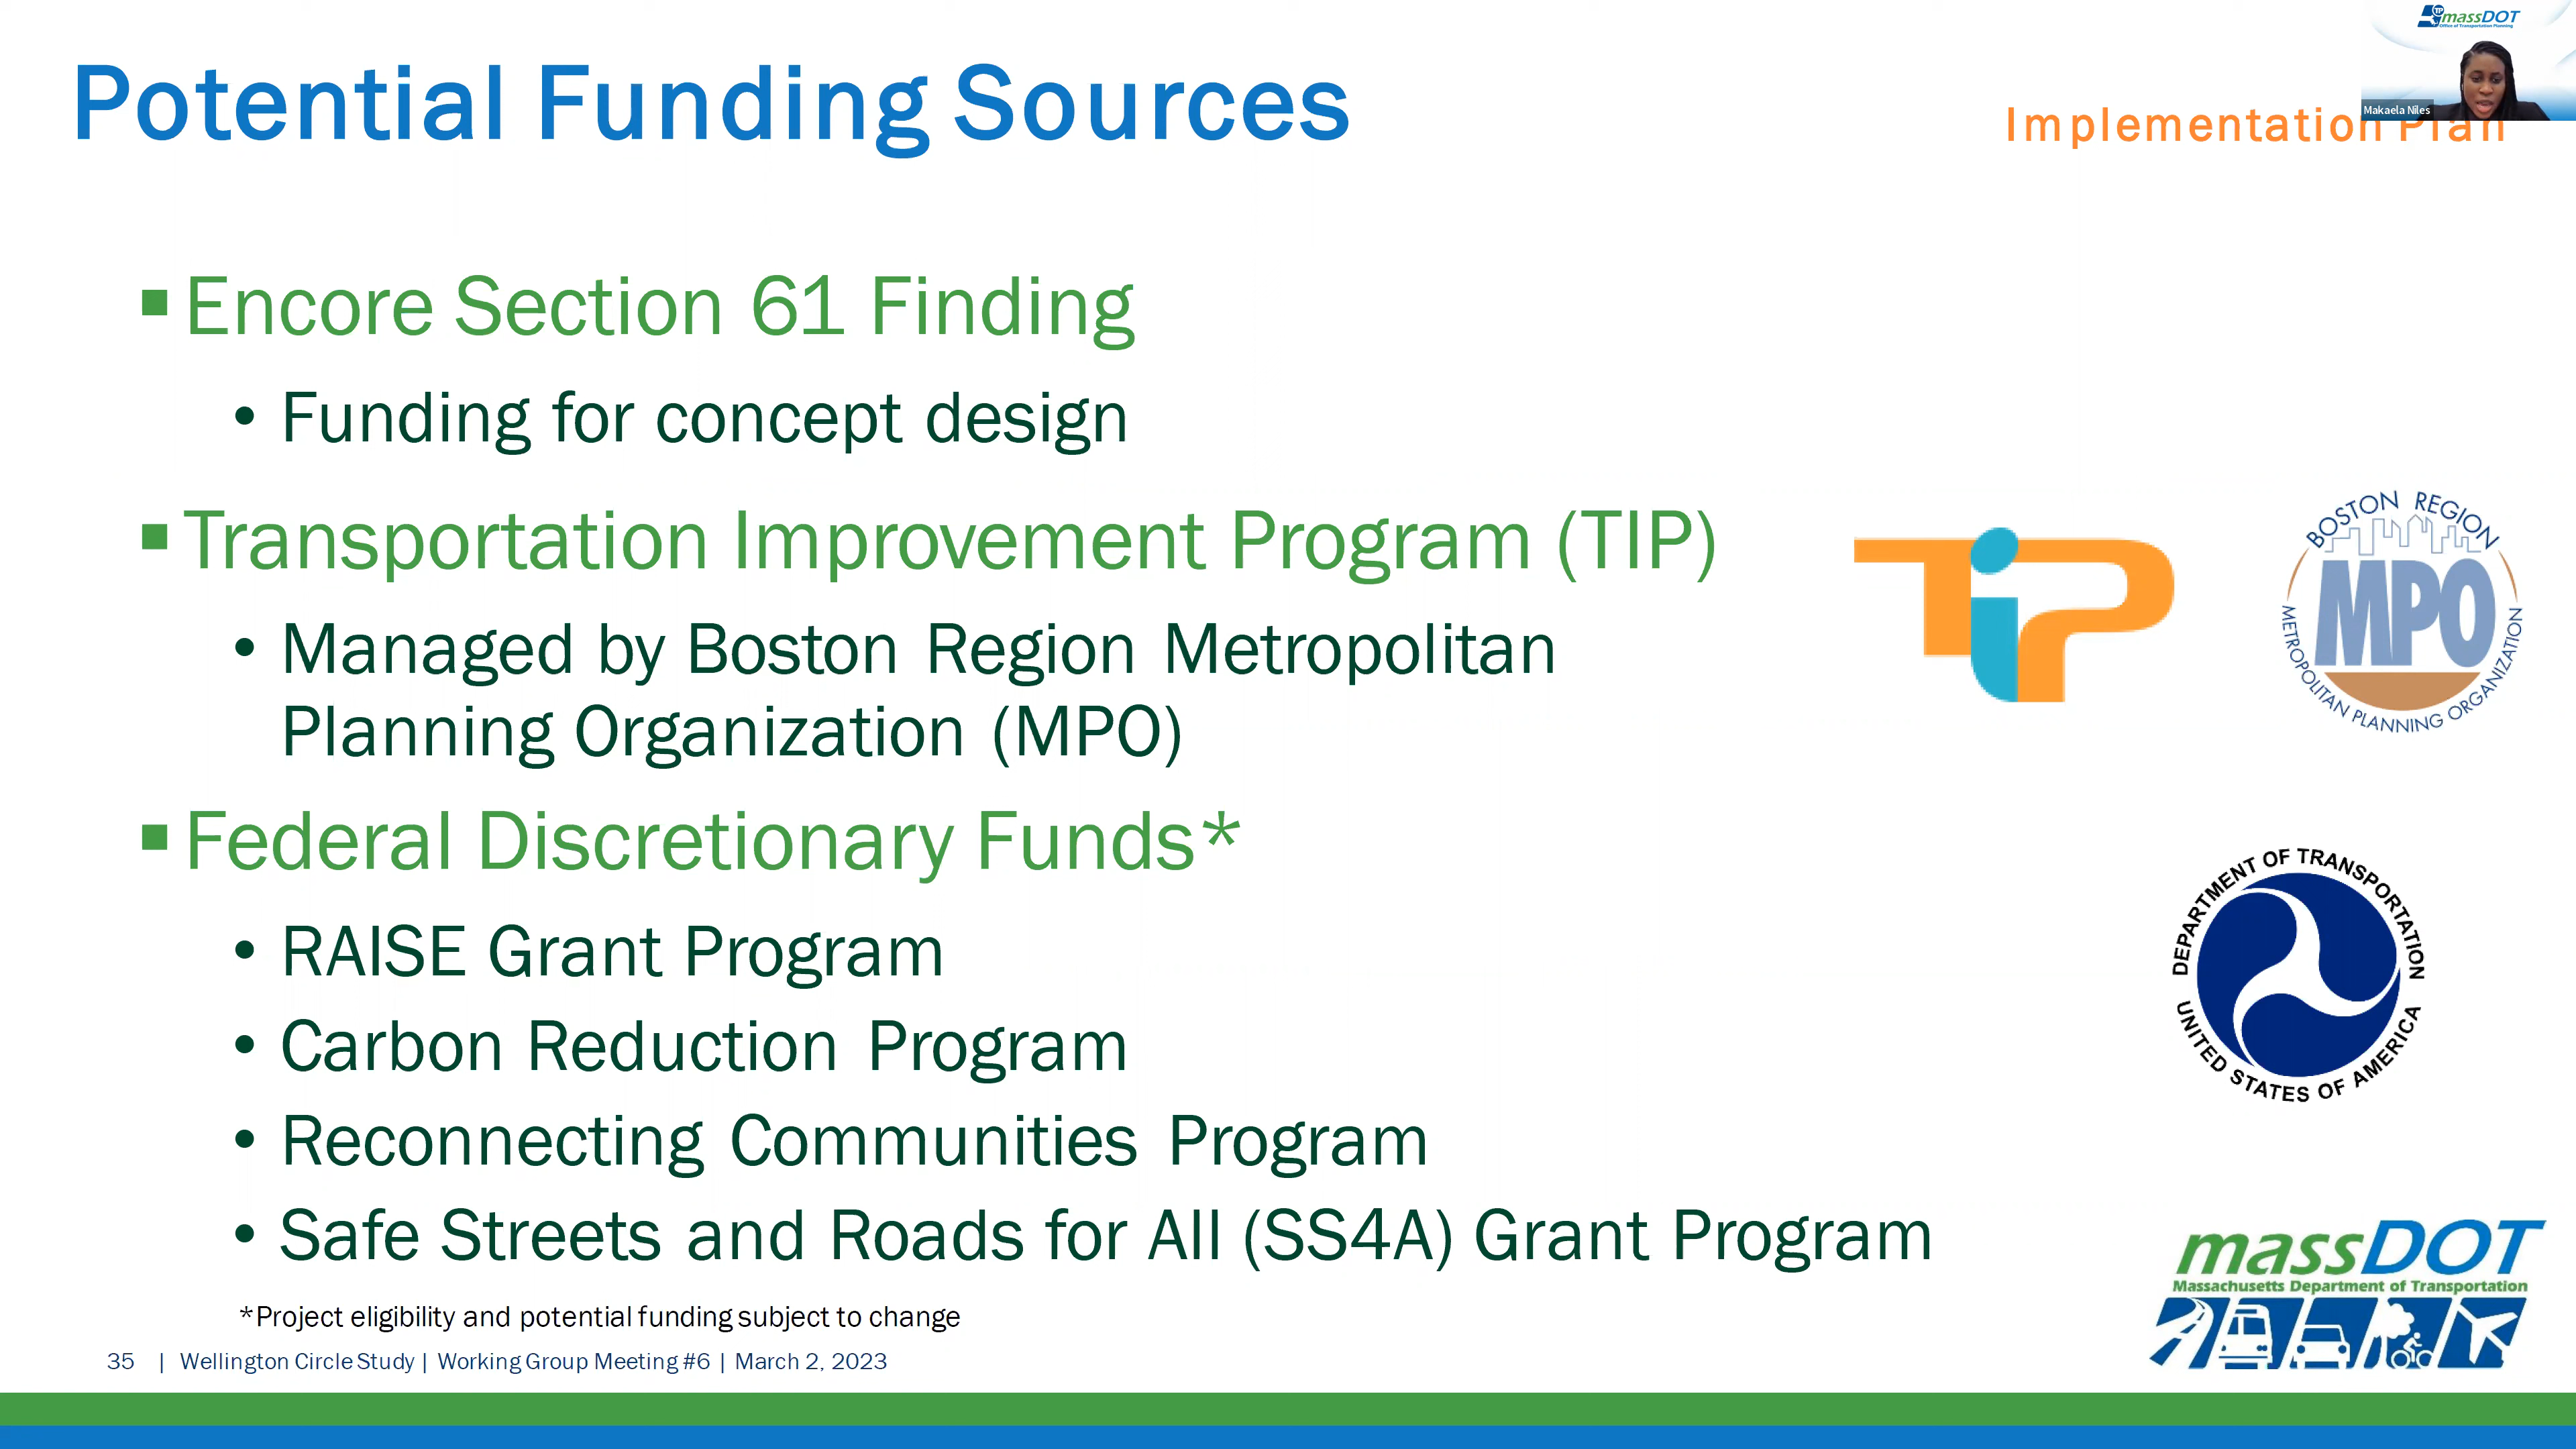 massDOT
Office of Transportation Planning
Makaela Niles
Potential Funding Sources
Implementation Plan
Encore Section 61 Finding
• Funding for concept design
Transportation Improvement Program (TIP)
• Managed by Boston Region Metropolitan
Planning Organization (MPO)
TiP
BOSTON REGION
MPO
METROPOLITAN PLANNING ORGANIZATION
Federal Discretionary Funds*
• RAISE Grant Program
• Carbon Reduction Program
• Reconnecting Communities Program
• Safe Streets and Roads for All (SS4A) Grant Program
DEPARTMENT OF TRANSPORTATION
UNITED STATES OF AMERICA
*Project eligibility and potential funding subject to change
massDOT
Massachusetts Department of Transportation
35 | Wellington Circle Study | Working Group Meeting #6 | March 2, 2023